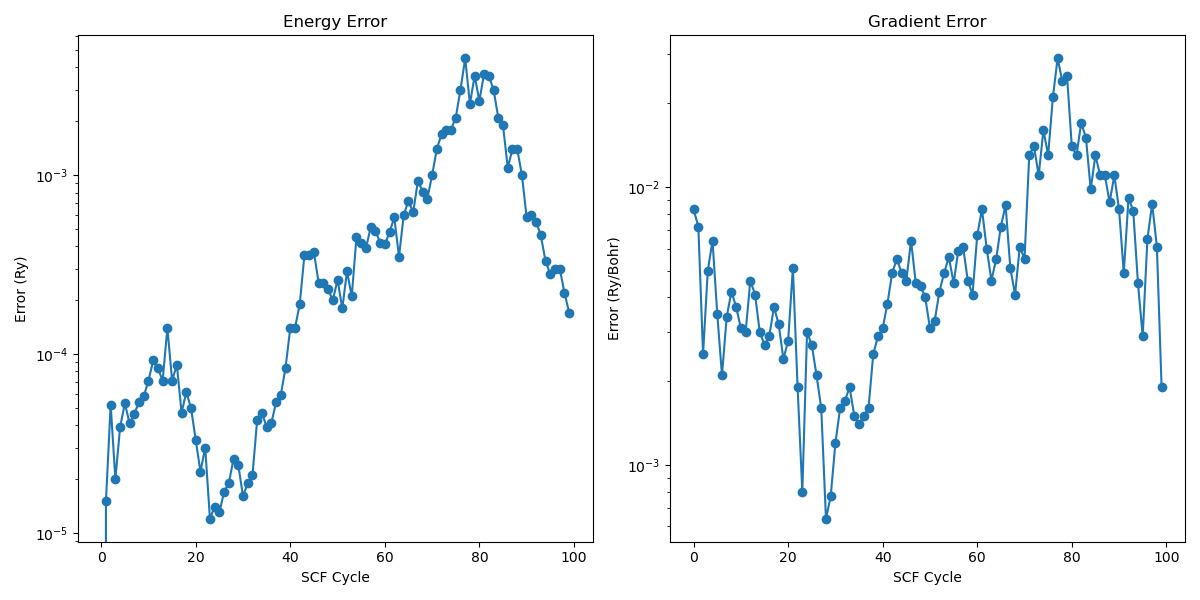 Energy Error
Error (Ry)
10⁻³
10⁻⁴
10⁻⁵
0 20 40 60 80 100
SCF Cycle
Gradient Error
Error (Ry/Bohr)
10⁻²
10⁻³
0 20 40 60 80 100
SCF Cycle